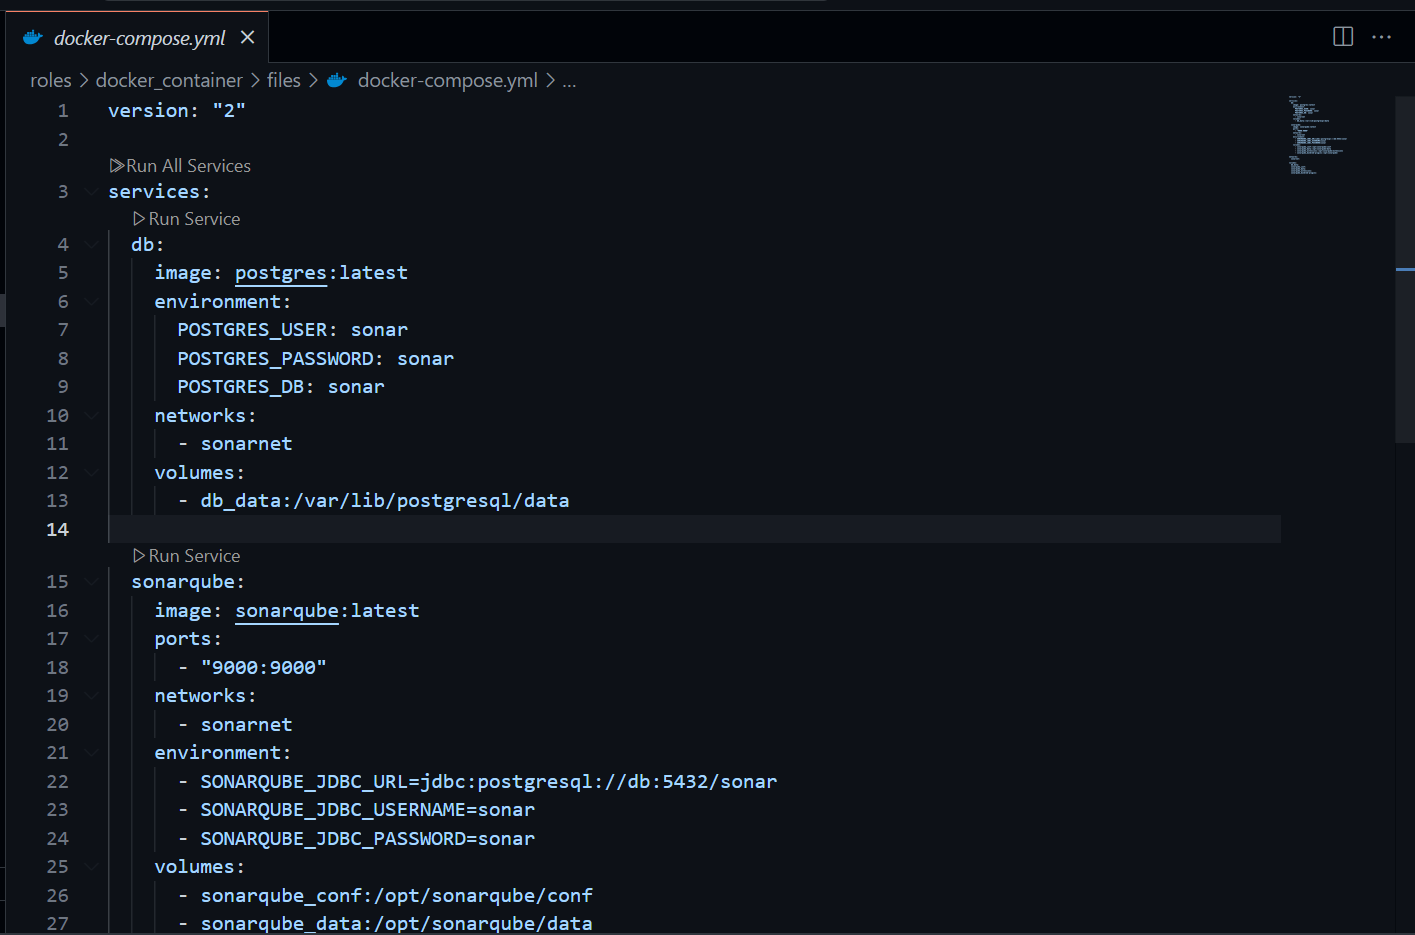 docker-compose.yml
roles > docker_container > files > docker-compose.yml > ...
1 version: "2"
2
Run All Services
3 services:
Run Service
4 db:
5 image: postgres:latest
6 environment:
7 POSTGRES_USER: sonar
8 POSTGRES_PASSWORD: sonar
9 POSTGRES_DB: sonar
10 networks:
11 - sonarnet
12 volumes:
13 - db_data:/var/lib/postgresql/data
14
Run Service
15 sonarqube:
16 image: sonarqube:latest
17 ports:
18 - "9000:9000"
19 networks:
20 - sonarnet
21 environment:
22 - SONARQUBE_JDBC_URL=jdbc:postgresql://db:5432/sonar
23 - SONARQUBE_JDBC_USERNAME=sonar
24 - SONARQUBE_JDBC_PASSWORD=sonar
25 volumes:
26 - sonarqube_conf:/opt/sonarqube/conf
27 - sonarqube_data:/opt/sonarqube/data